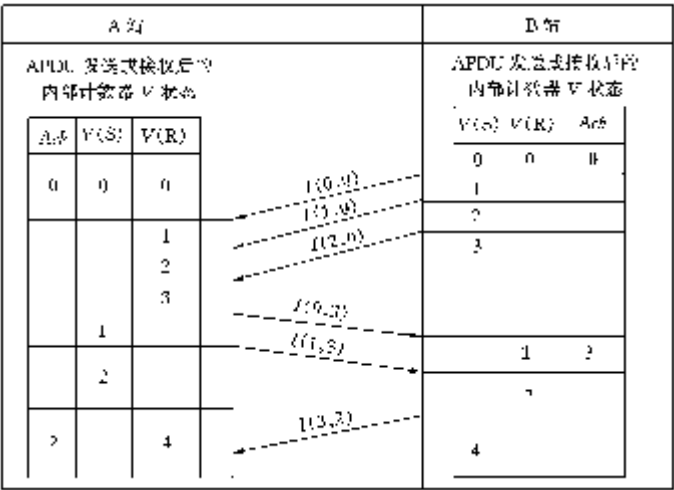 A 站
B 站
APDU 发送或接收后的
内部计数器 V 状态
APDU 发送或接收后的
内部计数器 V 状态
Ack V(S) V(R)
V(S) V(R) Ack
0 0 0
0 0 0
I(0,0)
1
I(1,0)
2
1
I(2,0)
3
2
3
I(0,3)
1
I(1,3)
1 3
2
I(3,2)
2 4
4